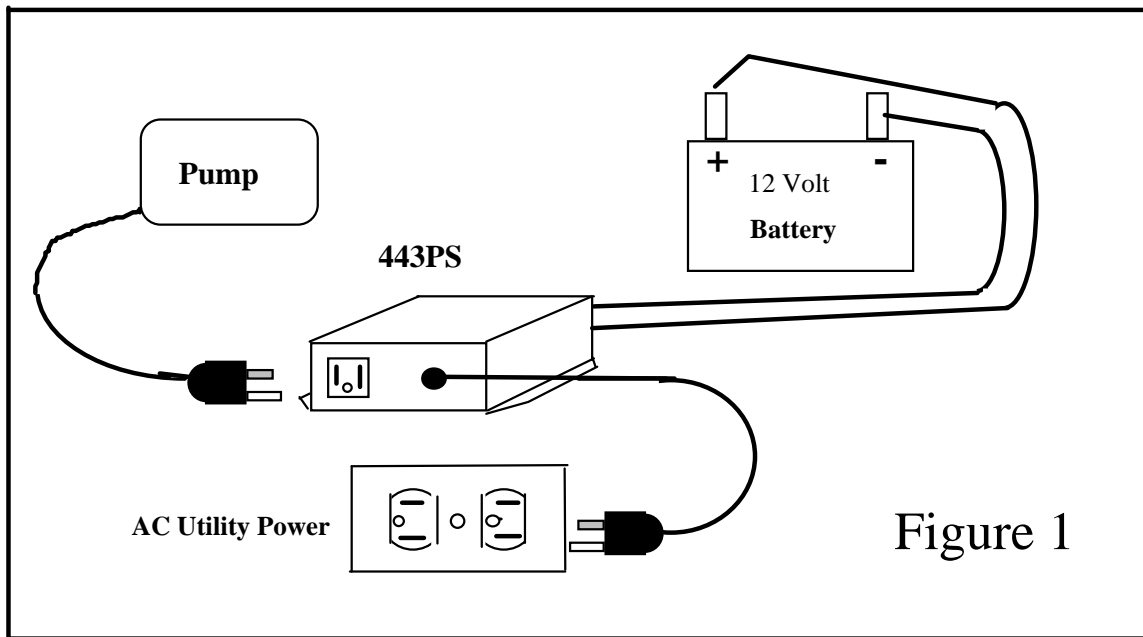 Pump
+
-
12 Volt
Battery
443PS
AC Utility Power
Figure 1